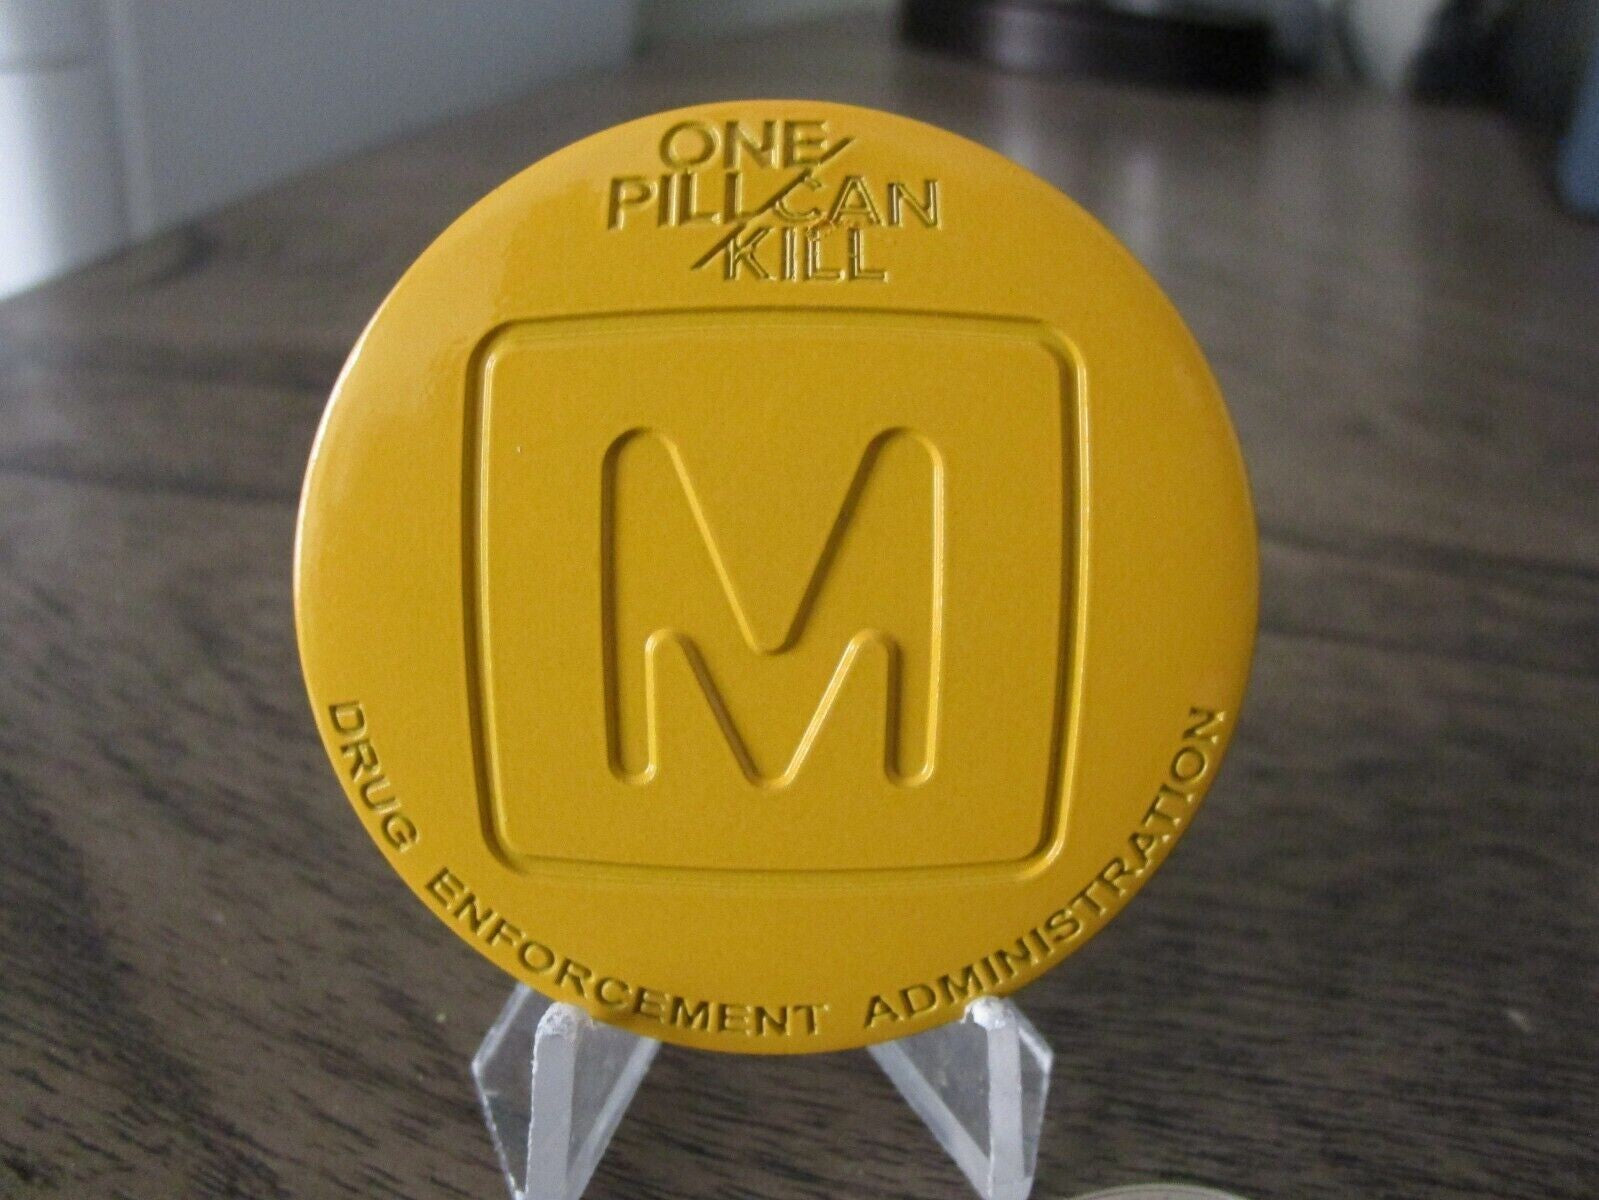 ONE
PILL CAN
KILL
M
DRUG ENFORCEMENT ADMINISTRATION